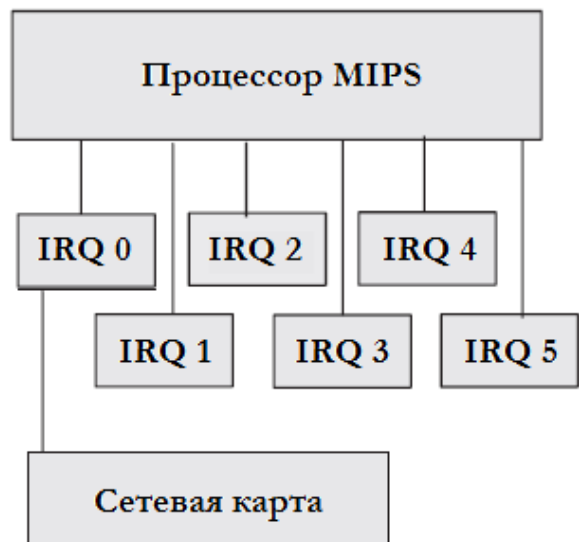 Процессор MIPS
IRQ 0
IRQ 2
IRQ 4
IRQ 1
IRQ 3
IRQ 5
Сетевая карта